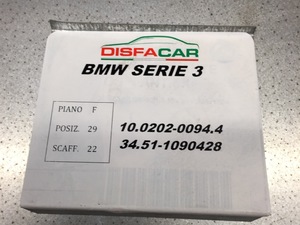 DISFACAR
BMW SERIE 3
PIANO F
POSIZ. 29
SCAFF. 22
10.0202-0094.4
34.51-1090428